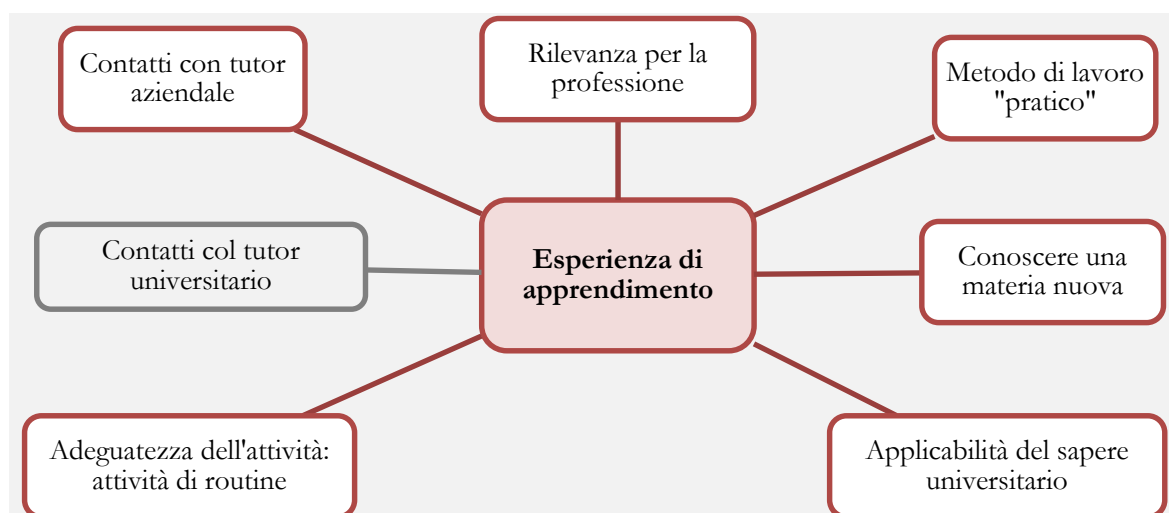 Contatti con tutor
aziendale
Rilevanza per la
professione
Metodo di lavoro
"pratico"
Contatti col tutor
universitario
Esperienza di
apprendimento
Conoscere una
materia nuova
Adeguatezza dell'attività:
attività di routine
Applicabilità del sapere
universitario